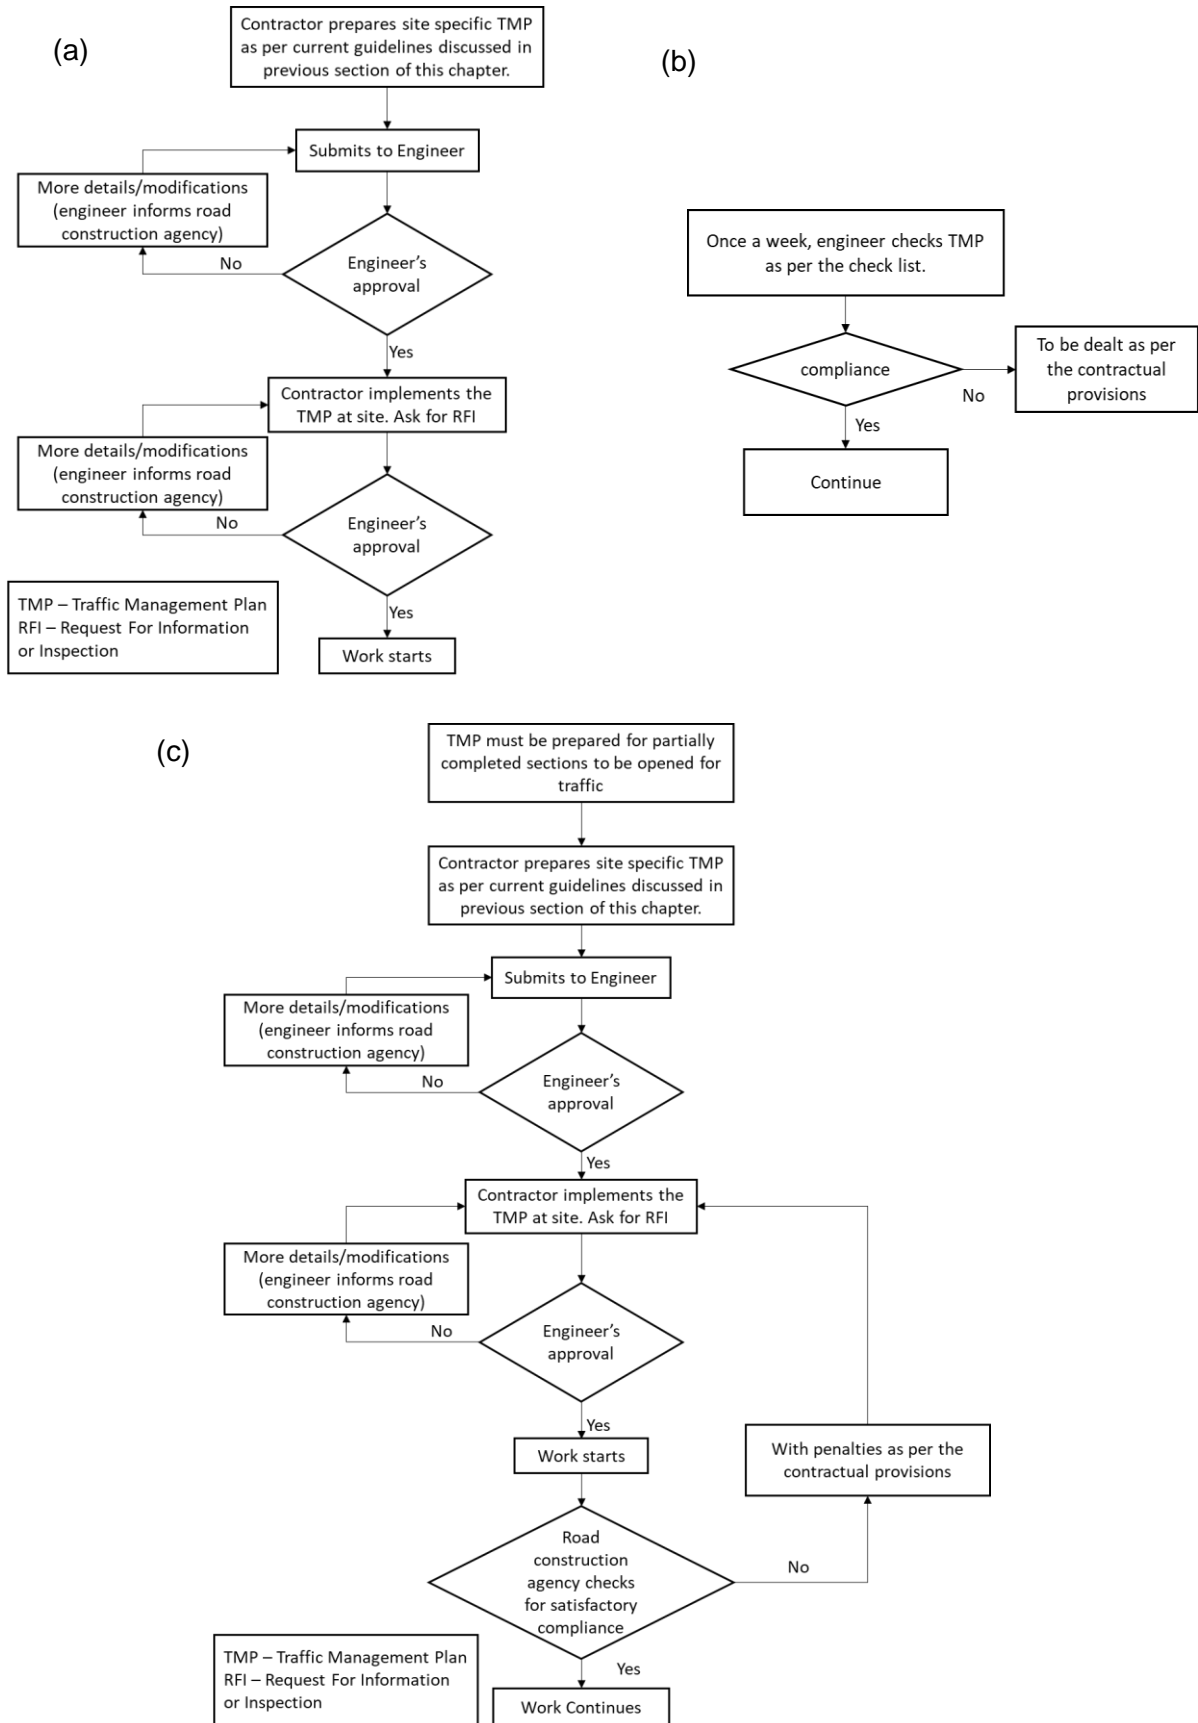 (a)
Contractor prepares site specific TMP
as per current guidelines discussed in
previous section of this chapter.
Submits to Engineer
More details/modifications
(engineer informs road
construction agency)
No
Engineer's
approval
Yes
Contractor implements the
TMP at site. Ask for RFI
More details/modifications
(engineer informs road
construction agency)
No
Engineer's
approval
Yes
Work starts
TMP – Traffic Management Plan
RFI – Request For Information
or Inspection
(b)
Once a week, engineer checks TMP
as per the check list.
compliance
No
To be dealt as per
the contractual
provisions
Yes
Continue
(c)
TMP must be prepared for partially
completed sections to be opened for
traffic
Contractor prepares site specific TMP
as per current guidelines discussed in
previous section of this chapter.
Submits to Engineer
More details/modifications
(engineer informs road
construction agency)
No
Engineer's
approval
Yes
Contractor implements the
TMP at site. Ask for RFI
More details/modifications
(engineer informs road
construction agency)
No
Engineer's
approval
Yes
Work starts
With penalties as per the
contractual provisions
Road
construction
agency checks
for satisfactory
compliance
No
Yes
Work Continues
TMP – Traffic Management Plan
RFI – Request For Information
or Inspection